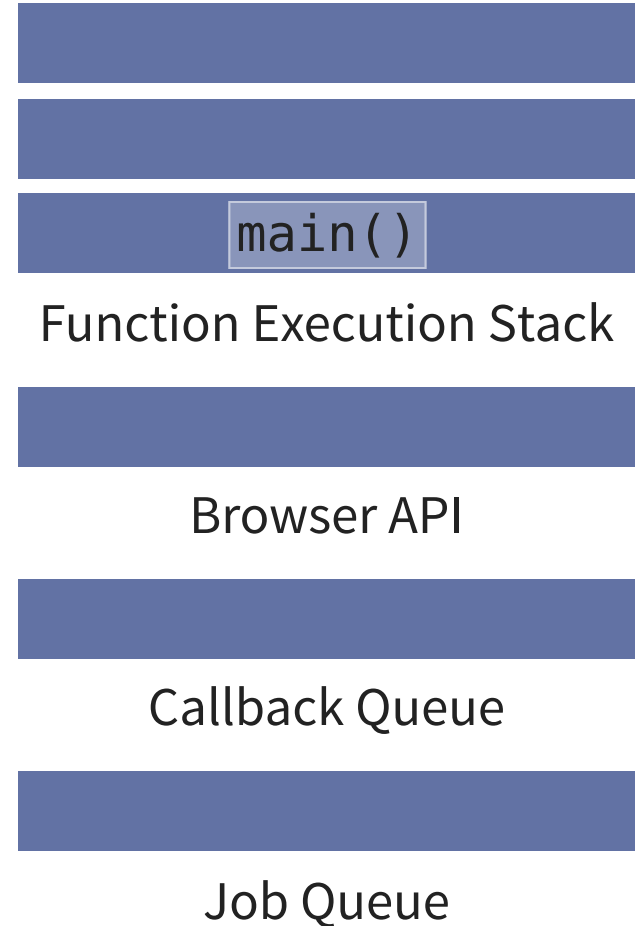 main()
Function Execution Stack
Browser API
Callback Queue
Job Queue